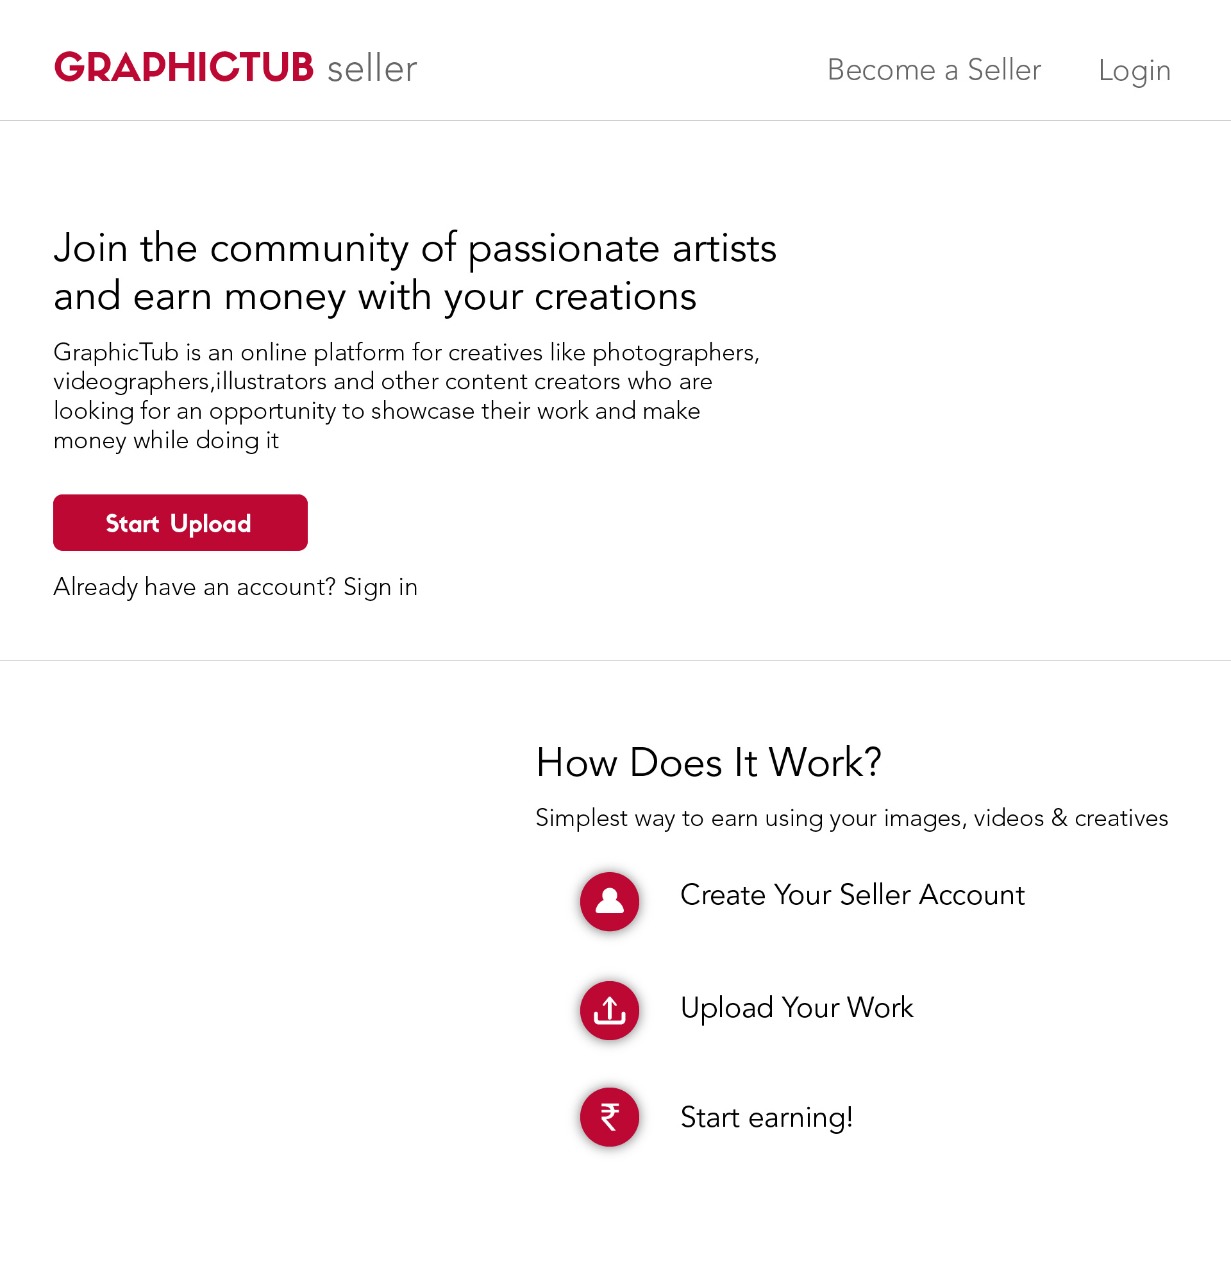 GRAPHICTUB seller
Become a Seller
Login
Join the community of passionate artists
and earn money with your creations
GraphicTub is an online platform for creatives like photographers,
videographers,illustrators and other content creators who are
looking for an opportunity to showcase their work and make
money while doing it
Start Upload
Already have an account? Sign in
How Does It Work?
Simplest way to earn using your images, videos & creatives
Create Your Seller Account
Upload Your Work
₹
Start earning!